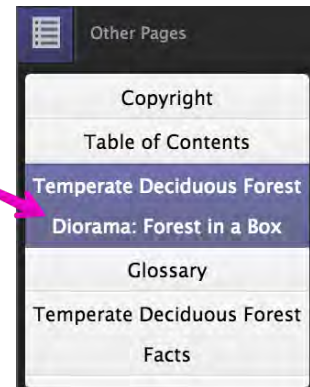 Other Pages
Copyright
Table of Contents
Temperate Deciduous Forest
Diorama: Forest in a Box
Glossary
Temperate Deciduous Forest
Facts